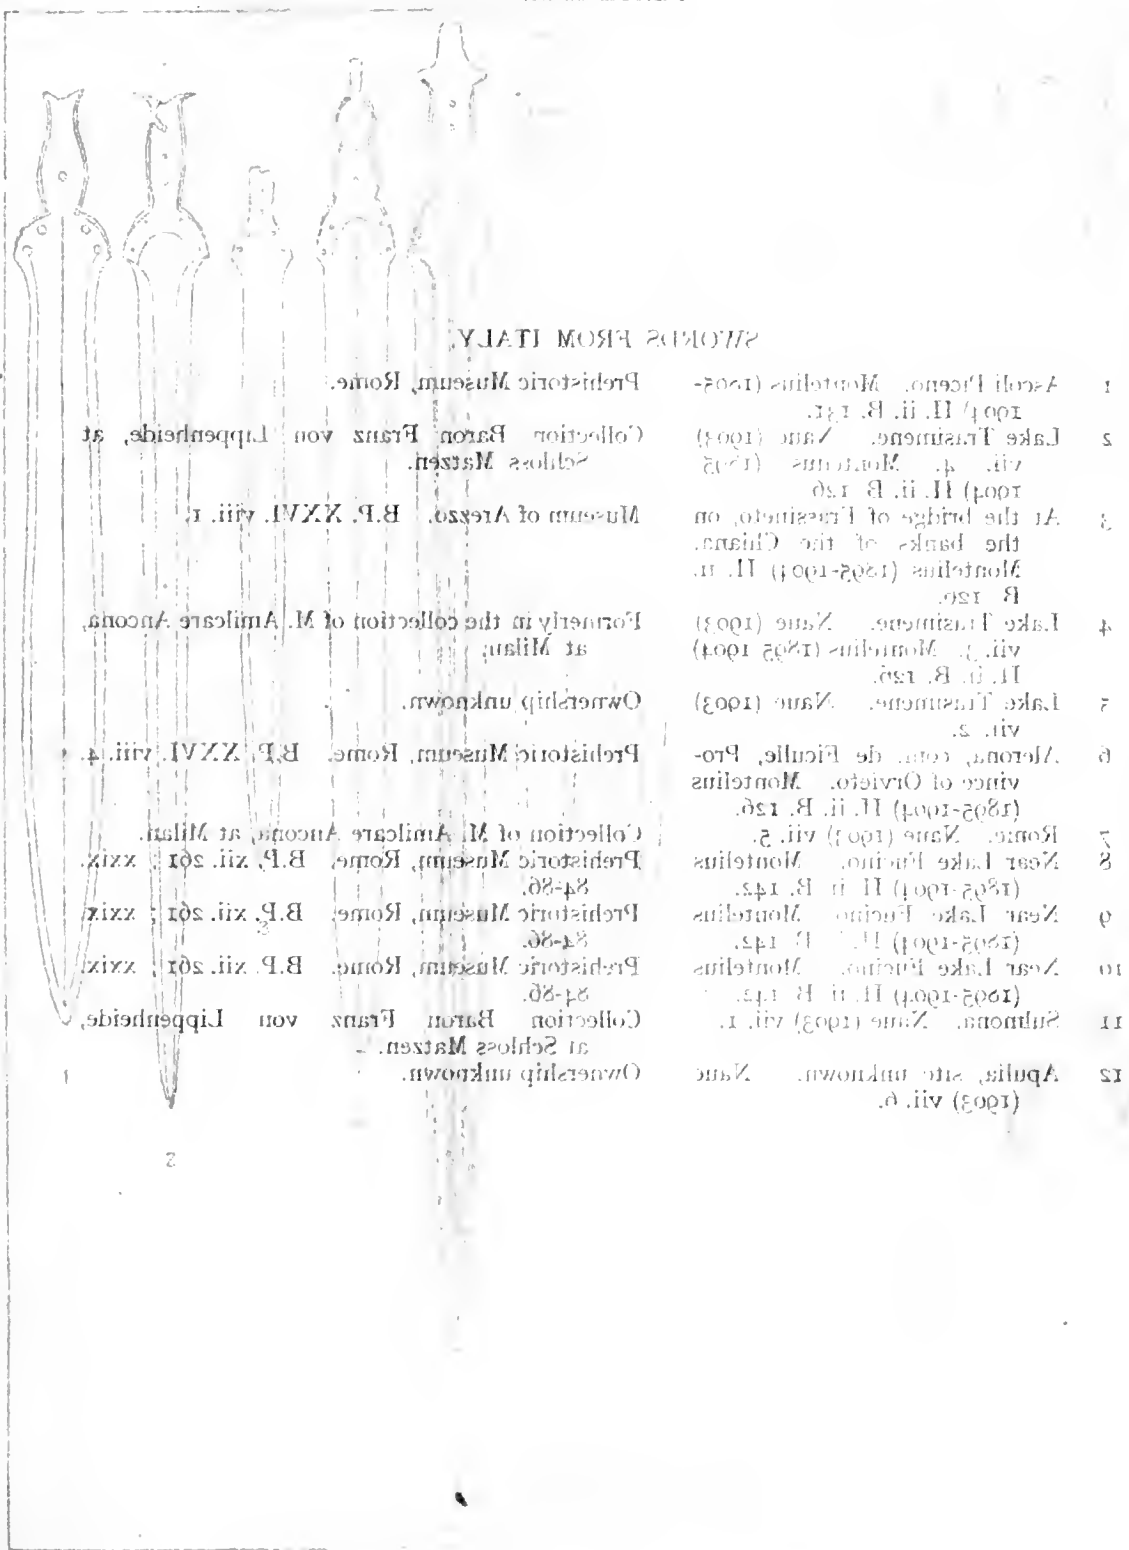 SWORDS FROM ITALY.
1 Ascoli Piceno. Montelius (1895- Prehistoric Museum, Rome.
1904) II. ii. B. 131.
2 Lake Trasimene. Naue (1903) Collection Baron Franz von Lippenheide, at
vii. 4. Montelius (1895 Schloss Matzen.
1904) II. ii. B. 126
3 At the bridge of Frassineto, on Museum of Arezzo. B.P. XXVI. viii. 1.
the banks of the Chiana.
Montelius (1895-1904) II. ii.
B 126.
4 Lake Trasimene. Naue (1903) Formerly in the collection of M. Amilcare Ancona,
vii. 3. Montelius (1895 1904) at Milan.
II. ii. B. 126.
5 Lake Trasimene. Naue (1903) Ownership unknown.
vii. 2.
6 Alerona, com. de Ficulle, Pro- Prehistoric Museum, Rome. B.P. XXVI. viii. 4.
vince of Orvieto. Montelius
(1895-1904) II. ii. B. 126.
7 Rome. Naue (1903) vii. 5. Collection of M. Amilcare Ancona, at Milan.
8 Near Lake Fucino. Montelius Prehistoric Museum, Rome. B.P. xii. 261; xxix.
(1895-1904) II. ii. B. 142. 84-86.
9 Near Lake Fucino Montelius Prehistoric Museum, Rome. B.P. xii. 261; xxix.
(1895-1904) B 142. 84-86.
10 Near Lake Fucino. Montelius Prehistoric Museum, Rome. B.P. xii. 261; xxix.
(1895-1904) II. ii B 142. 84-86.
11 Sulmona. Naue (1903) vii. 1. Collection Baron Franz von Lippenheide,
at Schloss Matzen.
12 Apulia, site unknown. Naue Ownership unknown.
(1903) vii. 6.
1
2